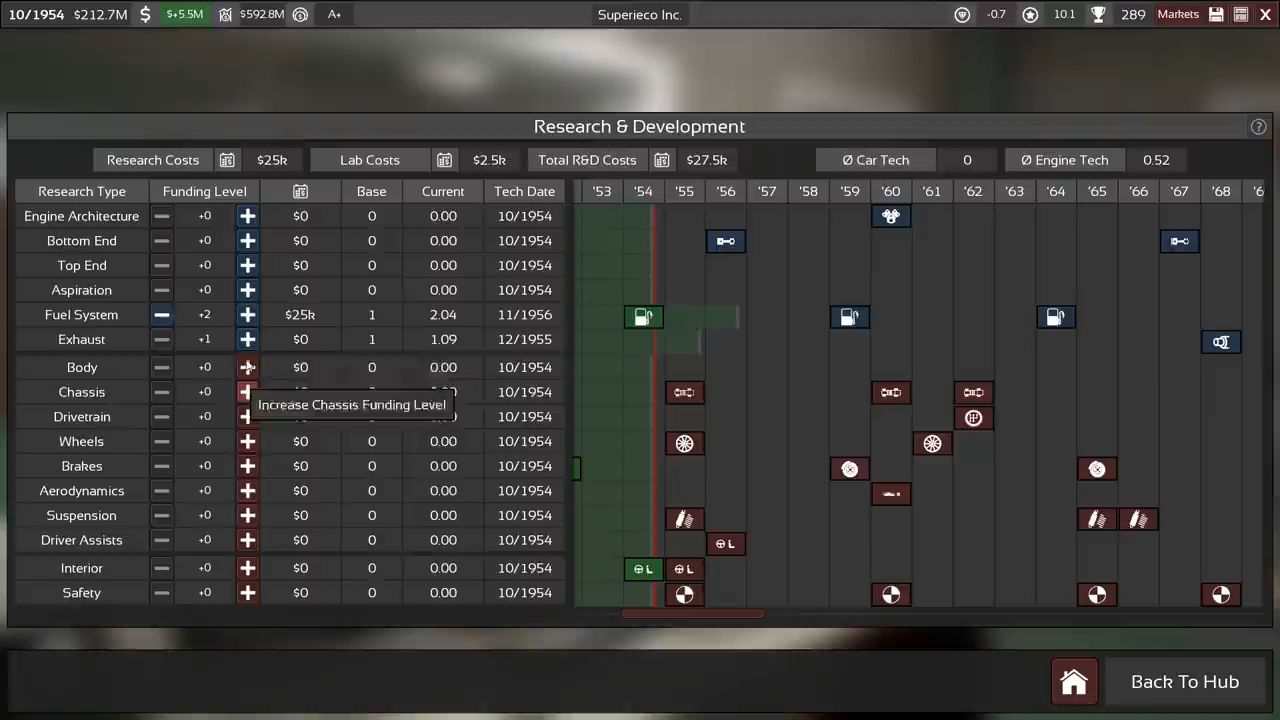 10/1954 $212.7M $ $+5.5M $592.8M A+ Superieco Inc. -0.7 10.1 289 Markets X
Research & Development ?
Research Costs $25k Lab Costs $2.5k Total R&D Costs $27.5k Ø Car Tech 0 Ø Engine Tech 0.52
Research Type Funding Level Base Current Tech Date '53 '54 '55 '56 '57 '58 '59 '60 '61 '62 '63 '64 '65 '66 '67 '68
Engine Architecture +0 $0 0 0.00 10/1954
Bottom End +0 $0 0 0.00 10/1954
Top End +0 $0 0 0.00 10/1954
Aspiration +0 $0 0 0.00 10/1954
Fuel System +2 $25k 1 2.04 11/1956
Exhaust +1 $0 1 1.09 12/1955
Body +0 $0 0 0.00 10/1954
Chassis +0 10/1954
Increase Chassis Funding Level
Drivetrain +0 10/1954
Wheels +0 $0 0 0.00 10/1954
Brakes +0 $0 0 0.00 10/1954
Aerodynamics +0 $0 0 0.00 10/1954
Suspension +0 $0 0 0.00 10/1954
Driver Assists +0 $0 0 0.00 10/1954
Interior +0 $0 0 0.00 10/1954
Safety +0 $0 0 0.00 10/1954
Back To Hub